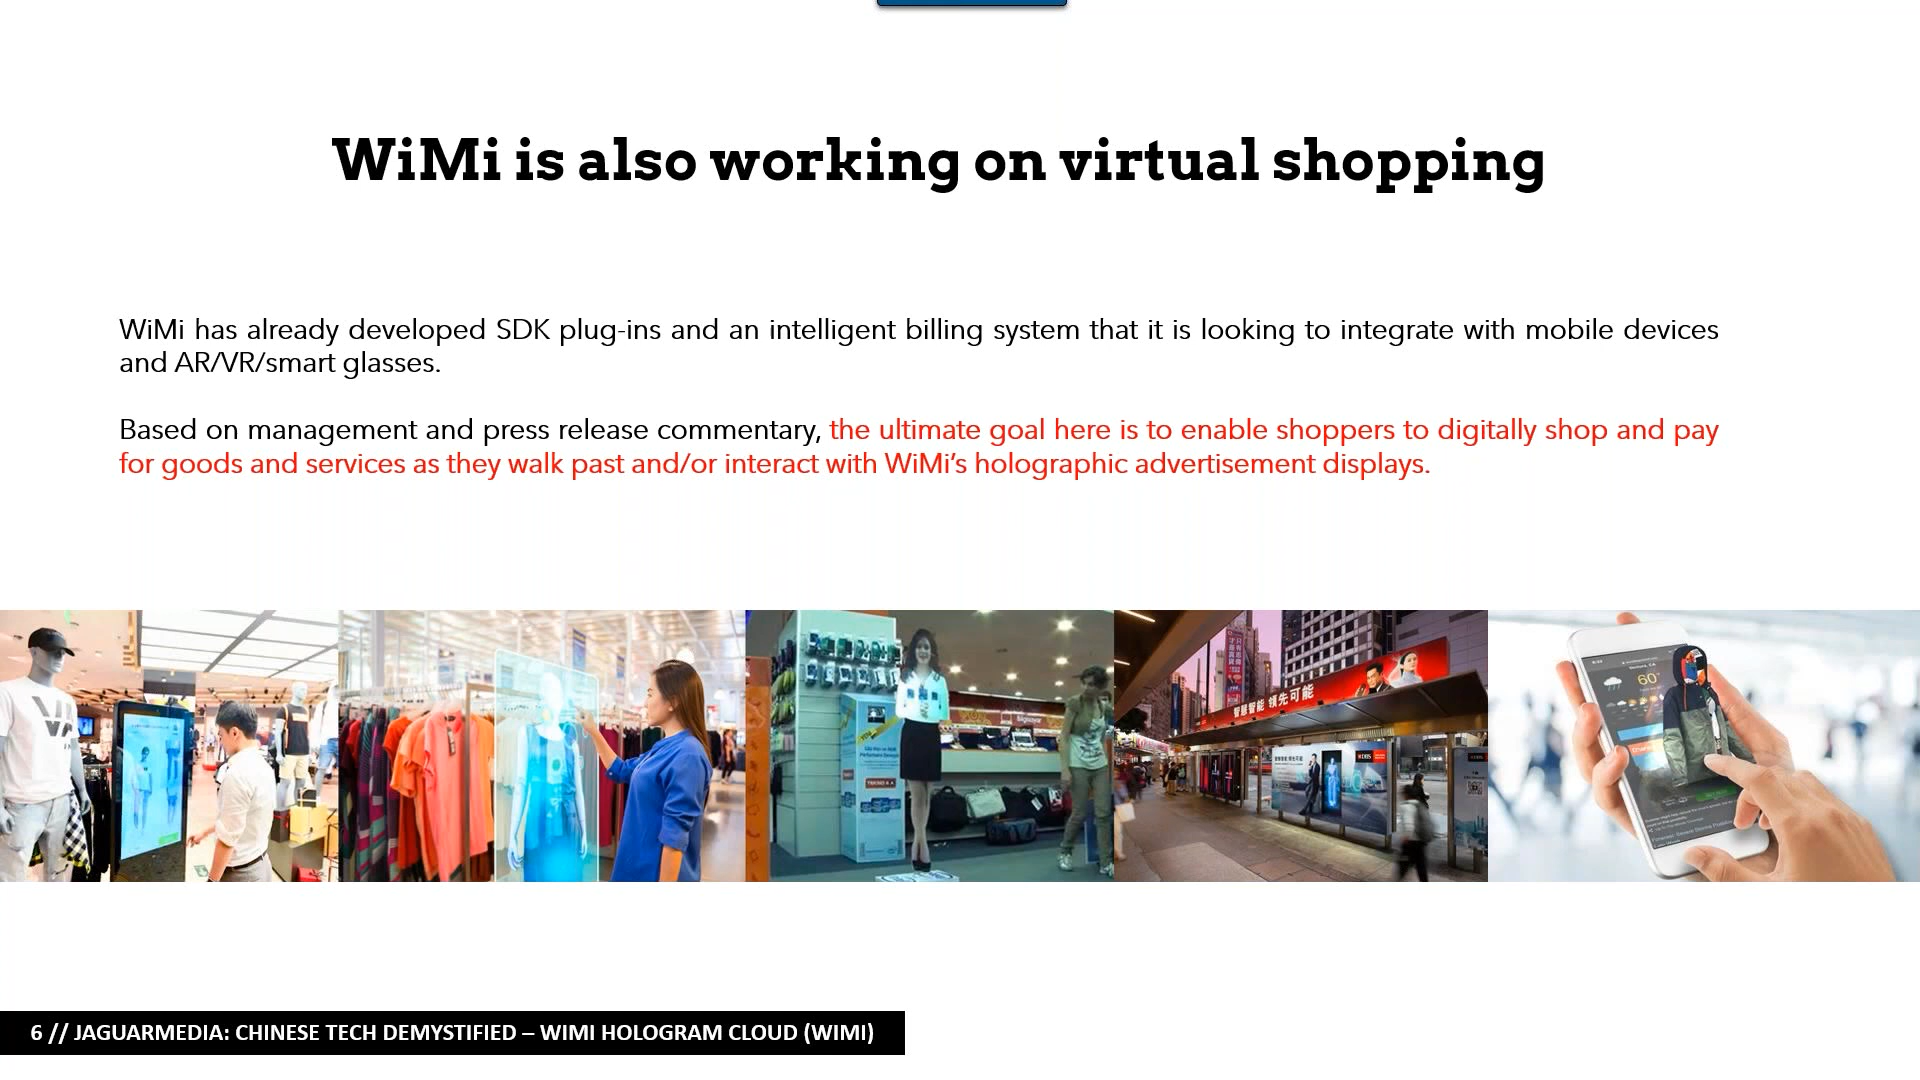 WiMi is also working on virtual shopping
WiMi has already developed SDK plug-ins and an intelligent billing system that it is looking to integrate with mobile devices
and AR/VR/smart glasses.
Based on management and press release commentary, the ultimate goal here is to enable shoppers to digitally shop and pay
for goods and services as they walk past and/or interact with WiMi’s holographic advertisement displays.
智慧智能 领先可能
DBS
60°
6 // JAGUARMEDIA: CHINESE TECH DEMYSTIFIED – WIMI HOLOGRAM CLOUD (WIMI)